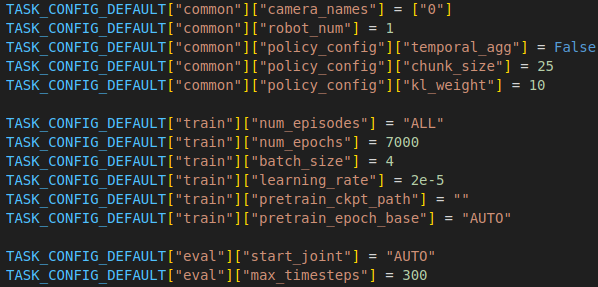 TASK_CONFIG_DEFAULT["common"]["camera_names"] = ["0"]
TASK_CONFIG_DEFAULT["common"]["robot_num"] = 1
TASK_CONFIG_DEFAULT["common"]["policy_config"]["temporal_agg"] = False
TASK_CONFIG_DEFAULT["common"]["policy_config"]["chunk_size"] = 25
TASK_CONFIG_DEFAULT["common"]["policy_config"]["kl_weight"] = 10

TASK_CONFIG_DEFAULT["train"]["num_episodes"] = "ALL"
TASK_CONFIG_DEFAULT["train"]["num_epochs"] = 7000
TASK_CONFIG_DEFAULT["train"]["batch_size"] = 4
TASK_CONFIG_DEFAULT["train"]["learning_rate"] = 2e-5
TASK_CONFIG_DEFAULT["train"]["pretrain_ckpt_path"] = ""
TASK_CONFIG_DEFAULT["train"]["pretrain_epoch_base"] = "AUTO"

TASK_CONFIG_DEFAULT["eval"]["start_joint"] = "AUTO"
TASK_CONFIG_DEFAULT["eval"]["max_timesteps"] = 300